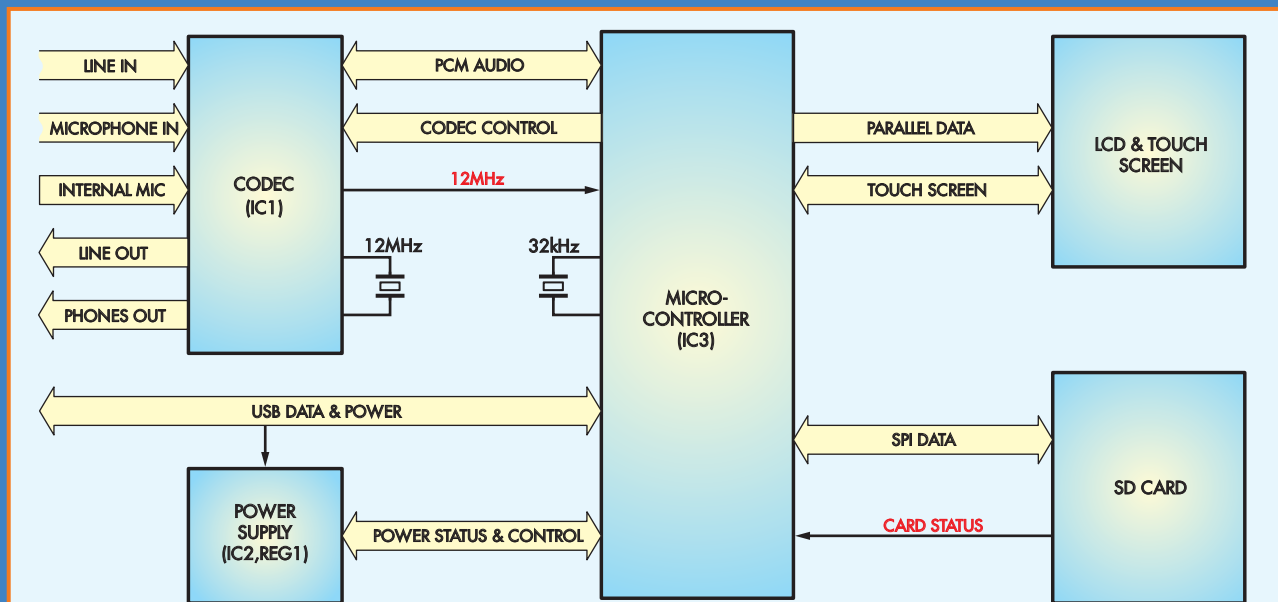 LINE IN
MICROPHONE IN
INTERNAL MIC
LINE OUT
PHONES OUT
CODEC
(IC1)
PCM AUDIO
CODEC CONTROL
12MHz
12MHz
32kHz
MICRO-
CONTROLLER
(IC3)
PARALLEL DATA
TOUCH SCREEN
LCD & TOUCH
SCREEN
USB DATA & POWER
POWER
SUPPLY
(IC2,REG1)
POWER STATUS & CONTROL
SPI DATA
CARD STATUS
SD CARD